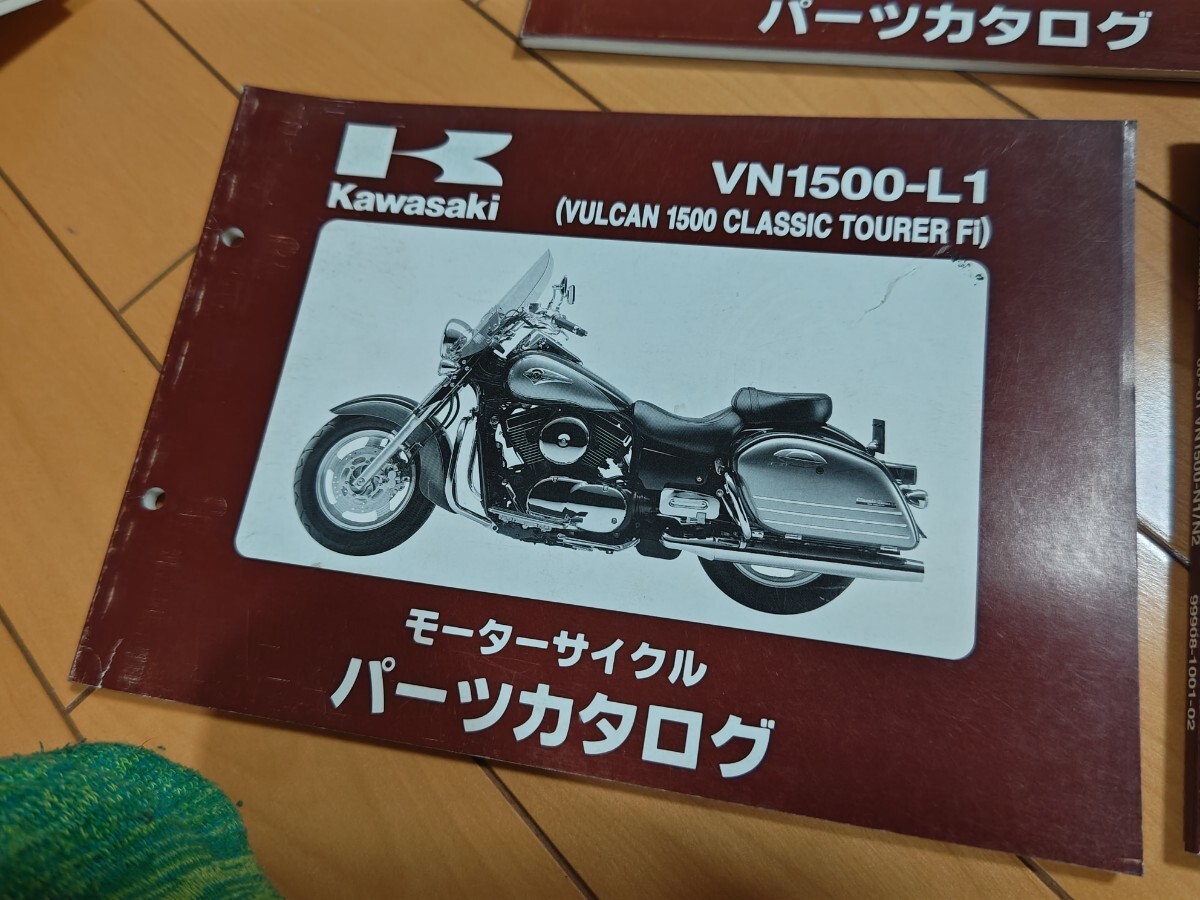 パーツカタログ
Kawasaki
VN1500-L1
(VULCAN 1500 CLASSIC TOURER Fi)
モーターサイクル
パーツカタログ
99908-1001-02